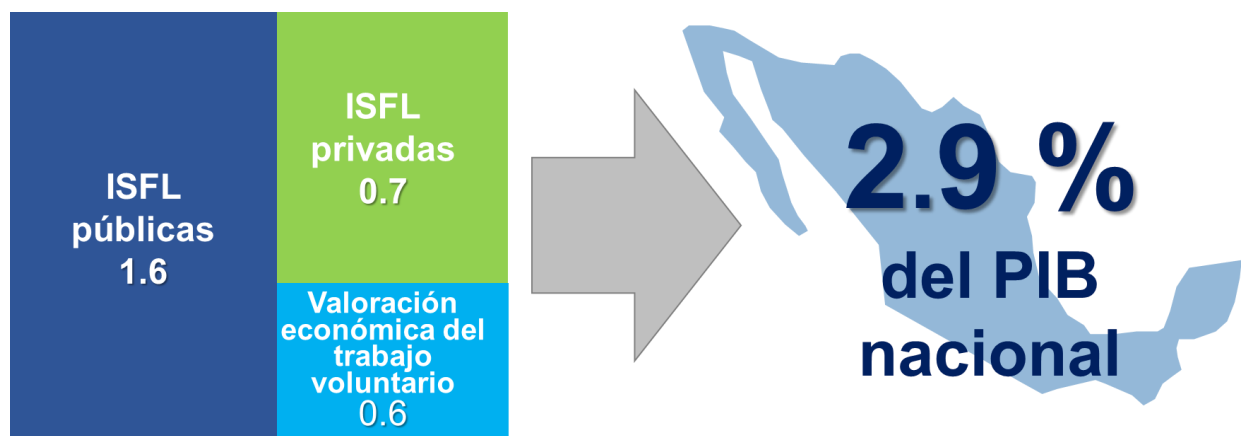 ISFL
públicas
1.6
ISFL
privadas
0.7
Valoración
económica del
trabajo
voluntario
0.6
2.9 %
del PIB
nacional